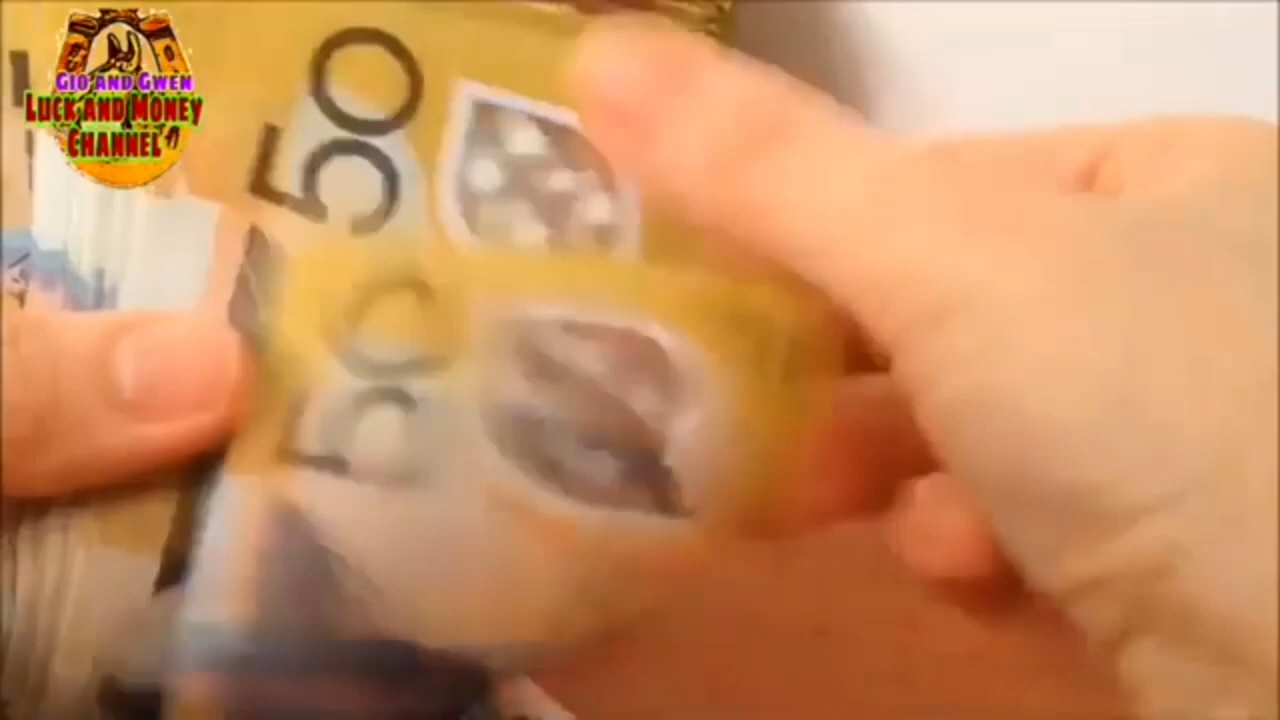 GIO AND GWEN
LUCK AND MONEY
CHANNEL
50
50